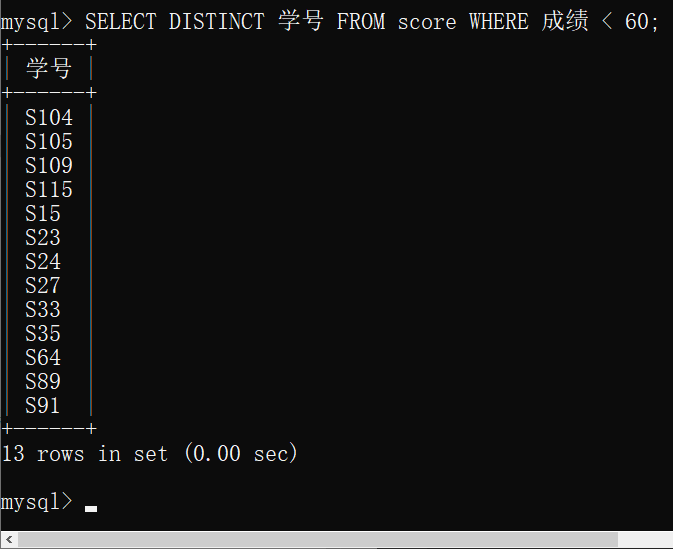 mysql> SELECT DISTINCT 学号 FROM score WHERE 成绩 < 60;
+------+
| 学号 |
+------+
| S104 |
| S105 |
| S109 |
| S115 |
| S15  |
| S23  |
| S24  |
| S27  |
| S33  |
| S35  |
| S64  |
| S89  |
| S91  |
+------+
13 rows in set (0.00 sec)
mysql>